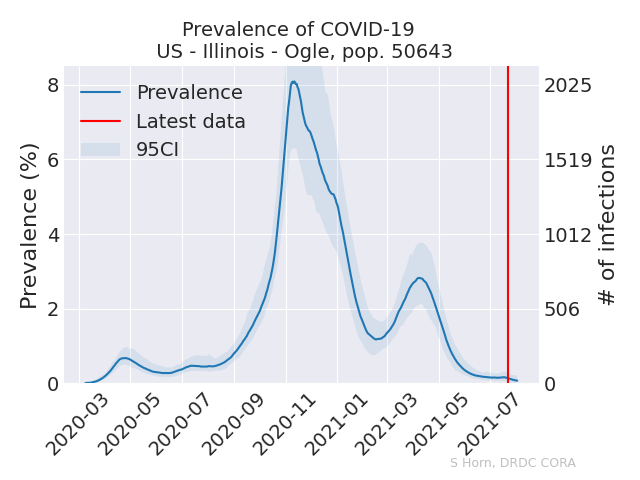 Prevalence of COVID-19
US - Illinois - Ogle, pop. 50643
Prevalence
Latest data
95CI
Prevalence (%)
8
6
4
2
0
2025
1519
1012
506
0
# of infections
2020-03
2020-05
2020-07
2020-09
2020-11
2021-01
2021-03
2021-05
2021-07
S Horn, DRDC CORA